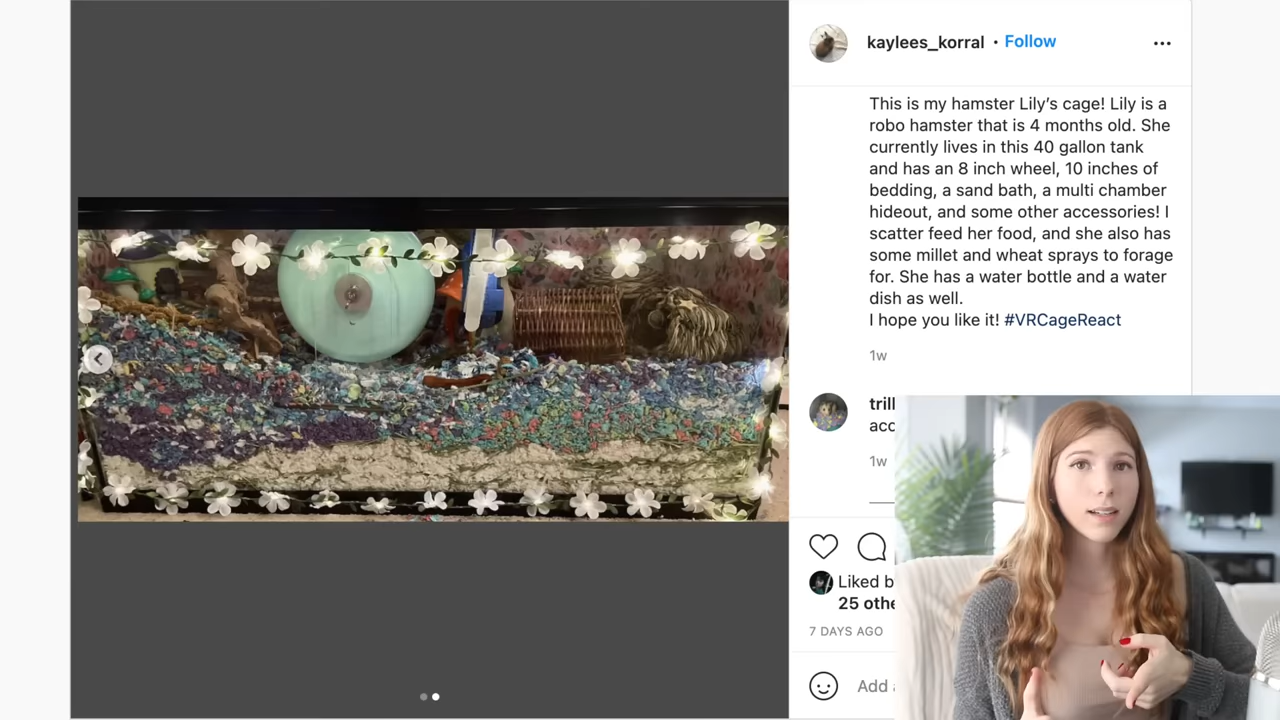 kaylees_korral • Follow
This is my hamster Lily’s cage! Lily is a
robo hamster that is 4 months old. She
currently lives in this 40 gallon tank
and has an 8 inch wheel, 10 inches of
bedding, a sand bath, a multi chamber
hideout, and some other accessories! I
scatter feed her food, and she also has
some millet and wheat sprays to forage
for. She has a water bottle and a water
dish as well.
I hope you like it! #VRCageReact
1w
trill
acc
1w
Liked b
25 othe
7 DAYS AGO
Add